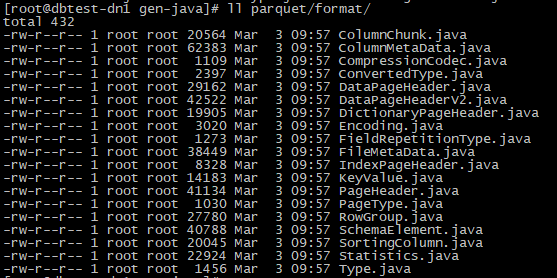 [root@dbtest-dnl gen-java]# ll parquet/format/
total 432
-rw-r--r-- 1 root root 20564 Mar  3 09:57 ColumnChunk.java
-rw-r--r-- 1 root root 62383 Mar  3 09:57 ColumnMetaData.java
-rw-r--r-- 1 root root  1109 Mar  3 09:57 CompressionCodec.java
-rw-r--r-- 1 root root  2397 Mar  3 09:57 ConvertedType.java
-rw-r--r-- 1 root root 29162 Mar  3 09:57 DataPageHeader.java
-rw-r--r-- 1 root root 42522 Mar  3 09:57 DataPageHeaderV2.java
-rw-r--r-- 1 root root 19905 Mar  3 09:57 DictionaryPageHeader.java
-rw-r--r-- 1 root root  3020 Mar  3 09:57 Encoding.java
-rw-r--r-- 1 root root  1273 Mar  3 09:57 FieldRepetitionType.java
-rw-r--r-- 1 root root 38449 Mar  3 09:57 FileMetaData.java
-rw-r--r-- 1 root root  8328 Mar  3 09:57 IndexPageHeader.java
-rw-r--r-- 1 root root 14183 Mar  3 09:57 KeyValue.java
-rw-r--r-- 1 root root 41134 Mar  3 09:57 PageHeader.java
-rw-r--r-- 1 root root  1030 Mar  3 09:57 PageType.java
-rw-r--r-- 1 root root 27780 Mar  3 09:57 RowGroup.java
-rw-r--r-- 1 root root 40788 Mar  3 09:57 SchemaElement.java
-rw-r--r-- 1 root root 20045 Mar  3 09:57 SortingColumn.java
-rw-r--r-- 1 root root 22924 Mar  3 09:57 Statistics.java
-rw-r--r-- 1 root root  1456 Mar  3 09:57 Type.java